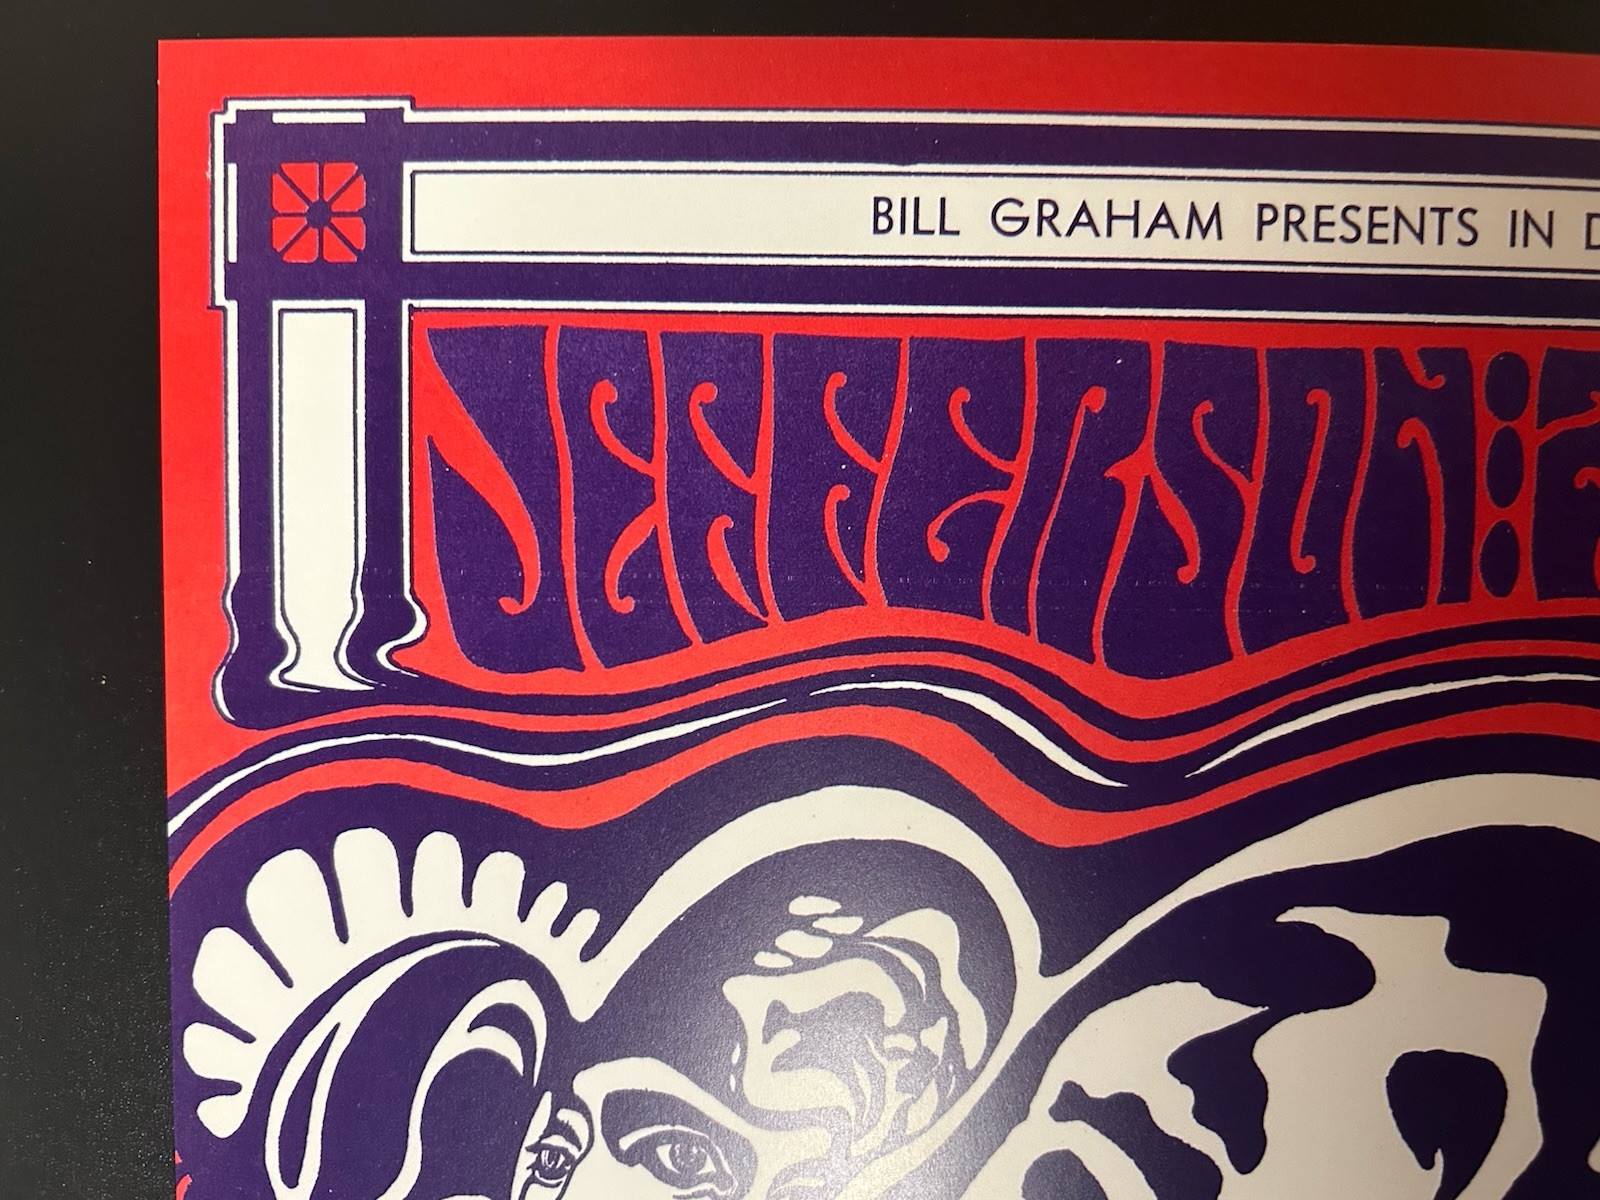 BILL GRAHAM PRESENTS IN D
JEFFERSON: